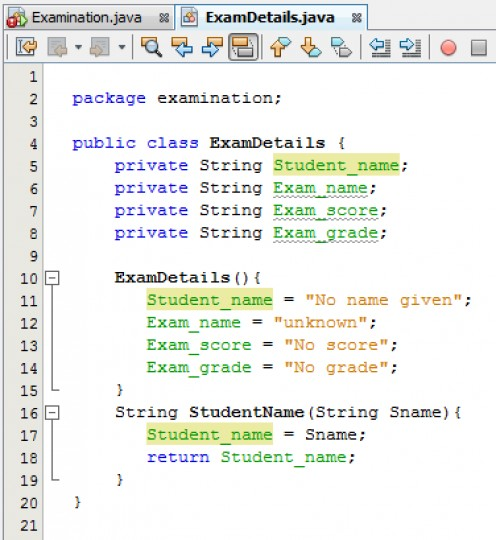 Examination.java ExamDetails.java
1
2 package examination;
3
4 public class ExamDetails {
5 private String Student_name;
6 private String Exam_name;
7 private String Exam_score;
8 private String Exam_grade;
9
10 ExamDetails(){
11 Student_name = "No name given";
12 Exam_name = "unknown";
13 Exam_score = "No score";
14 Exam_grade = "No grade";
15 }
16 String StudentName(String Sname){
17 Student_name = Sname;
18 return Student_name;
19 }
20 }
21